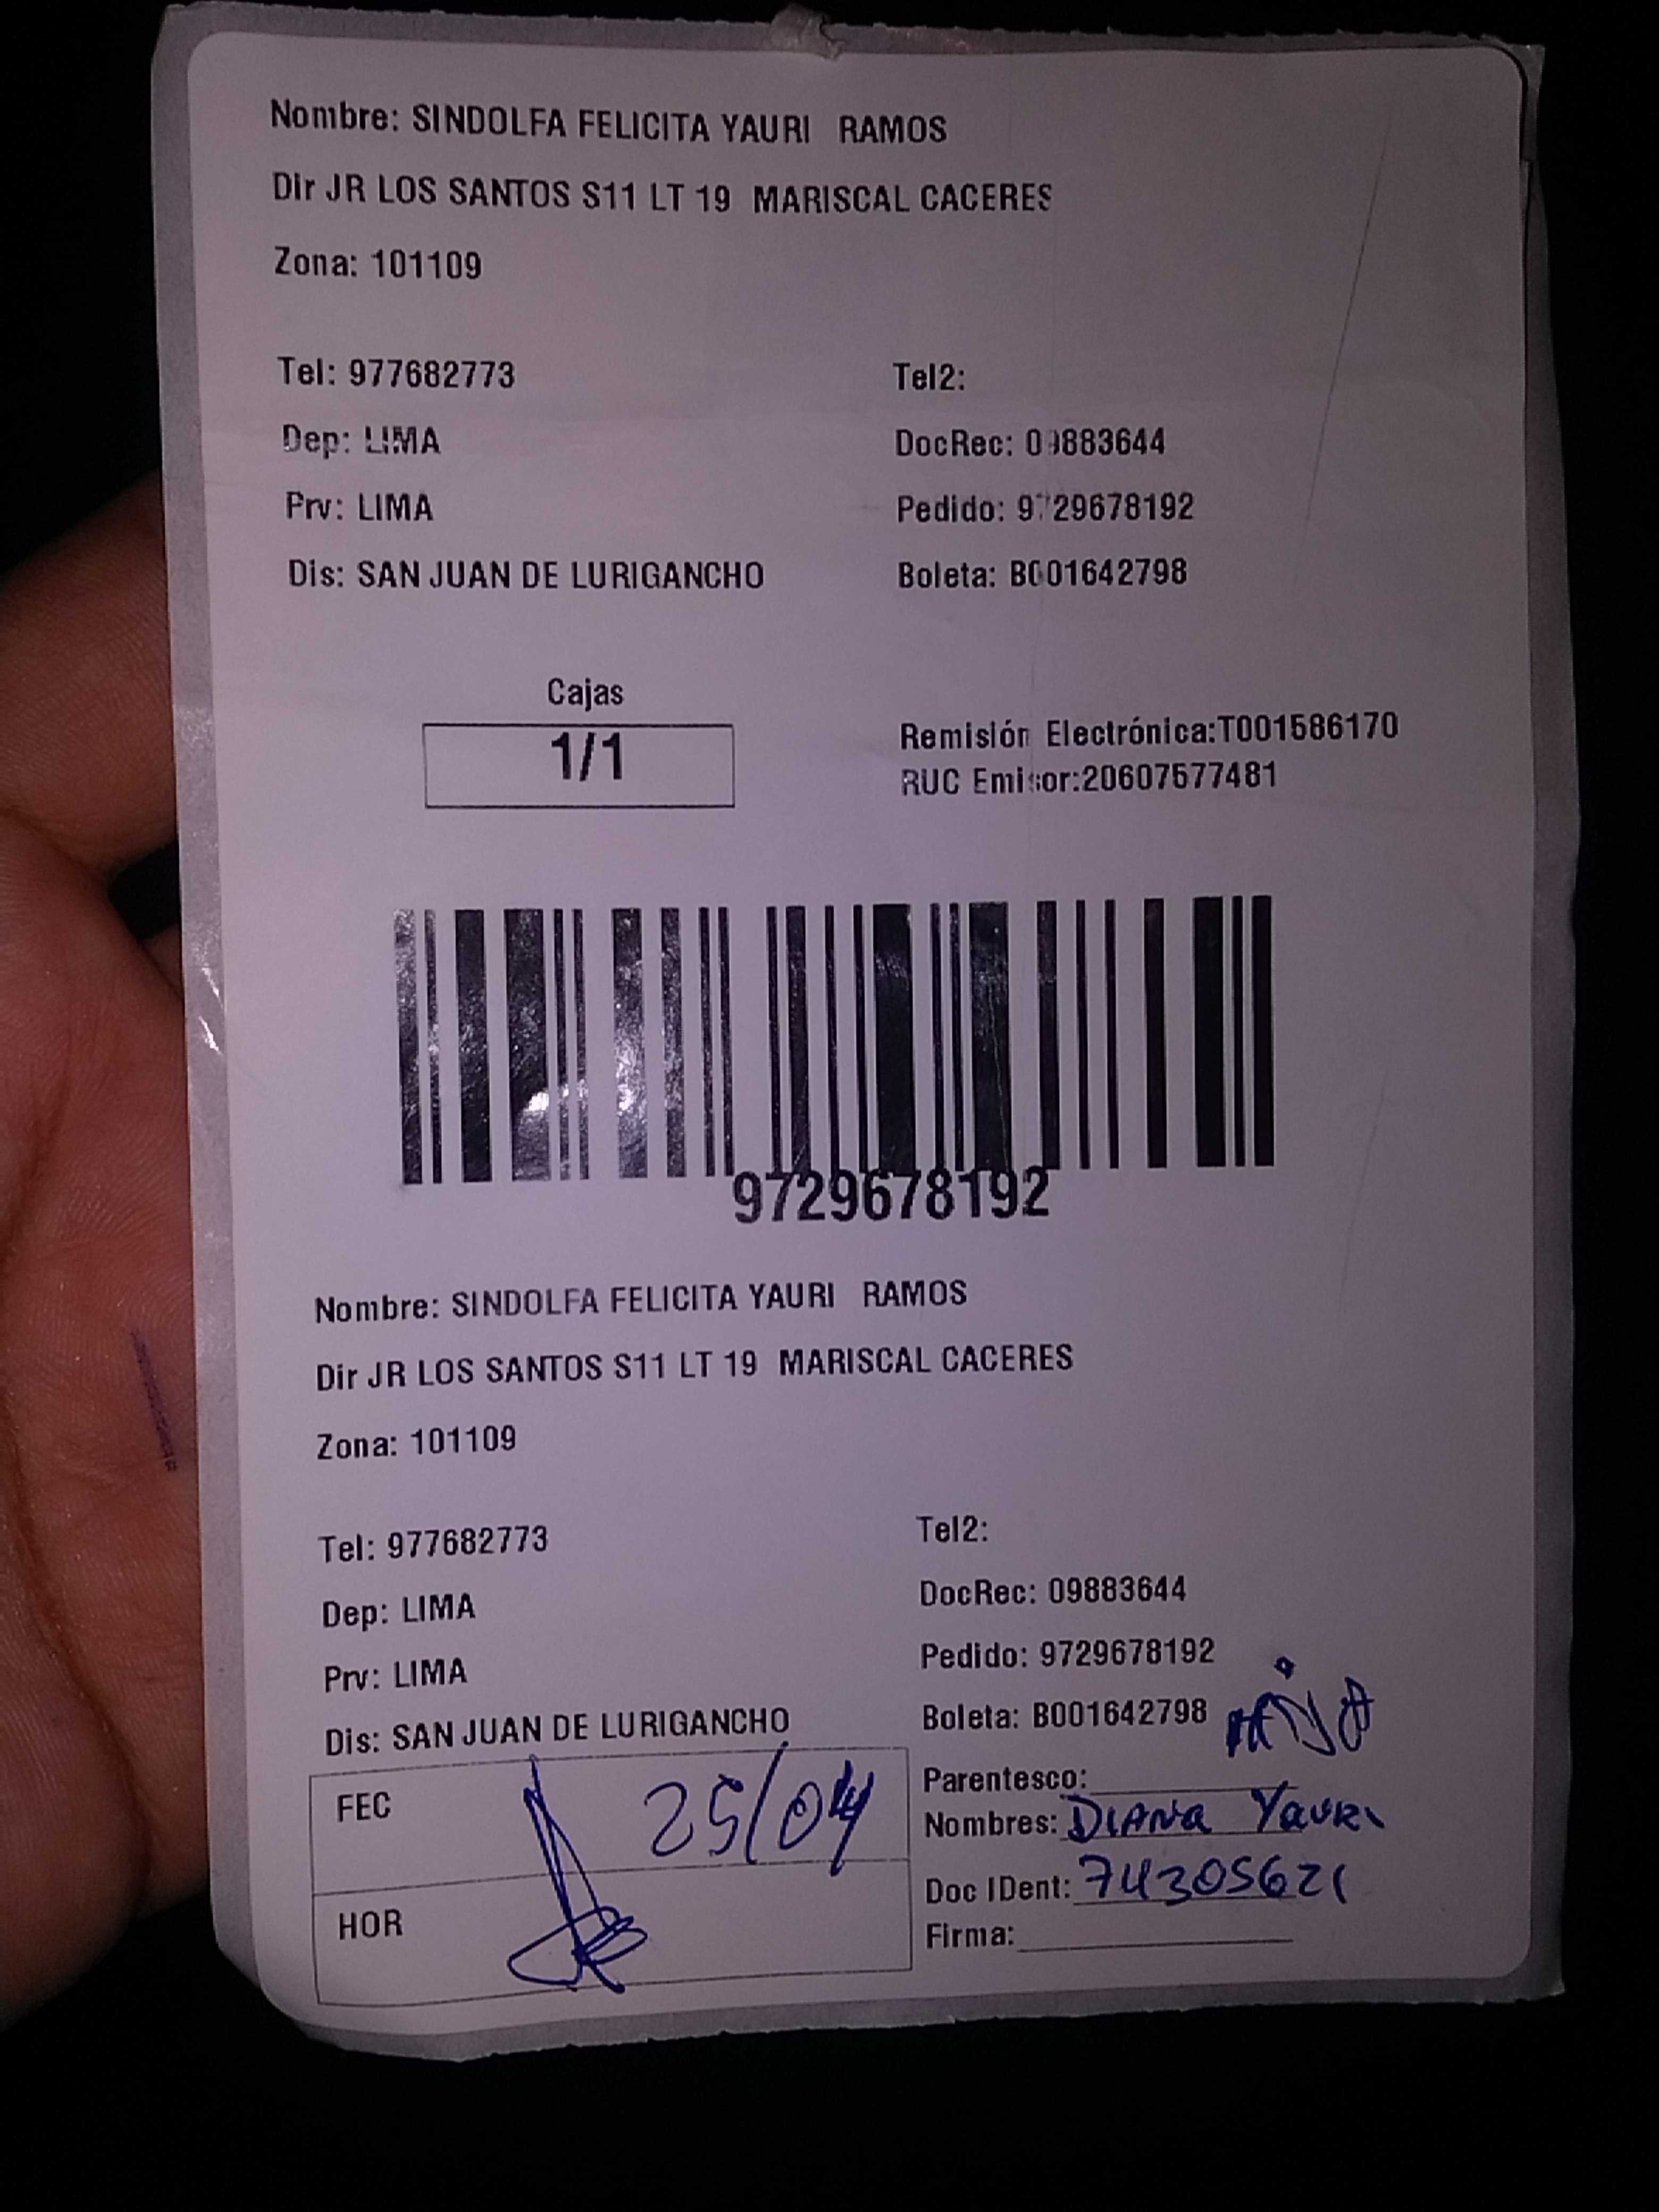 Nombre: SINDOLFA FELICITA YAURI RAMOS
Dir JR LOS SANTOS S11 LT 19 MARISCAL CACERES
Zona: 101109
Tel: 977682773 Tel2:
Dep: LIMA DocRec: 09883644
Prv: LIMA Pedido: 9729678192
Dis: SAN JUAN DE LURIGANCHO Boleta: B001642798
Cajas
1/1
Remisión Electrónica:T001586170
RUC Emisor:20607577481
9729678192
Nombre: SINDOLFA FELICITA YAURI RAMOS
Dir JR LOS SANTOS S11 LT 19 MARISCAL CACERES
Zona: 101109
Tel: 977682773 Tel2:
Dep: LIMA DocRec: 09883644
Prv: LIMA Pedido: 9729678192
Dis: SAN JUAN DE LURIGANCHO Boleta: B001642798
FEC 25/04
HOR
Parentesco:
Nombres: DIANA YAURI
Doc IDent: 74305621
Firma: